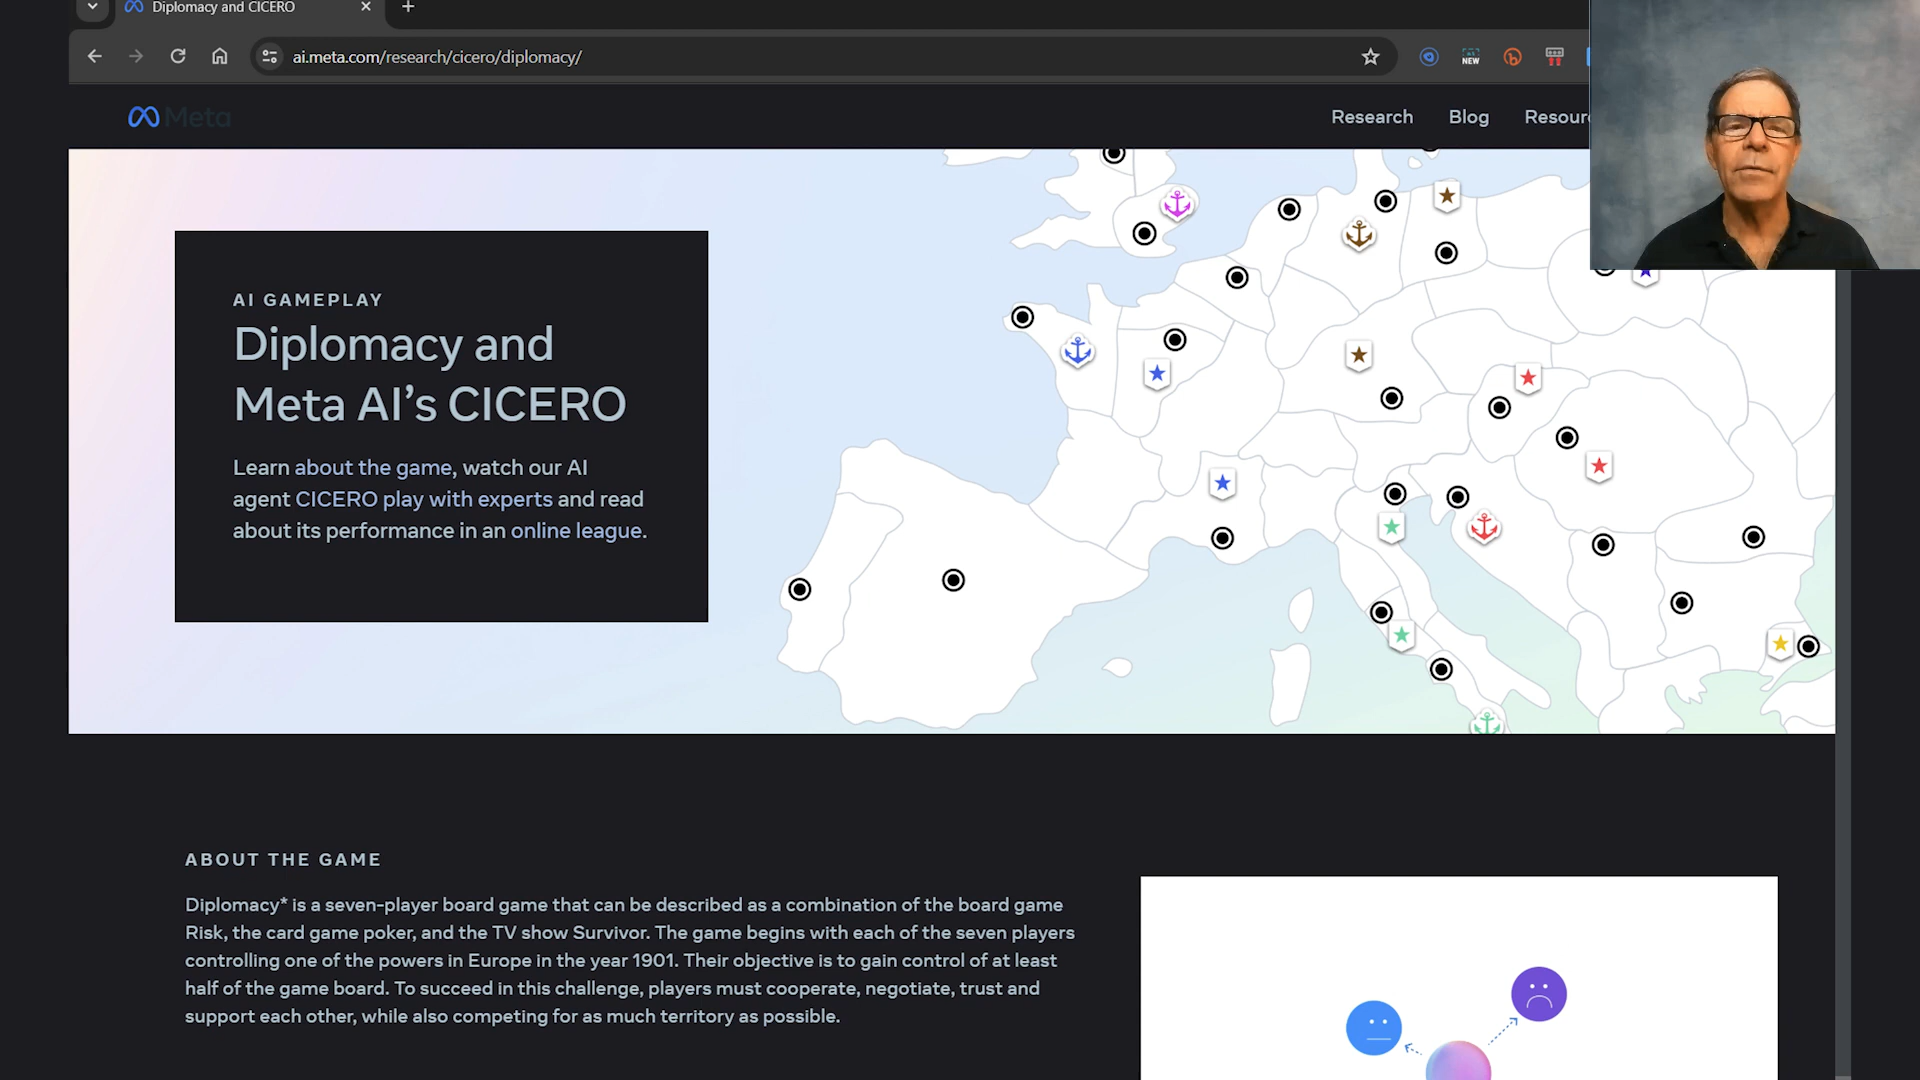 Diplomacy and CICERO
ai.meta.com/research/cicero/diplomacy/
NEW
Meta
Research
Blog
AI GAMEPLAY
Diplomacy and
Meta AI’s CICERO
Learn about the game, watch our AI
agent CICERO play with experts and read
about its performance in an online league.
ABOUT THE GAME
Diplomacy* is a seven-player board game that can be described as a combination of the board game
Risk, the card game poker, and the TV show Survivor. The game begins with each of the seven players
controlling one of the powers in Europe in the year 1901. Their objective is to gain control of at least
half of the game board. To succeed in this challenge, players must cooperate, negotiate, trust and
support each other, while also competing for as much territory as possible.